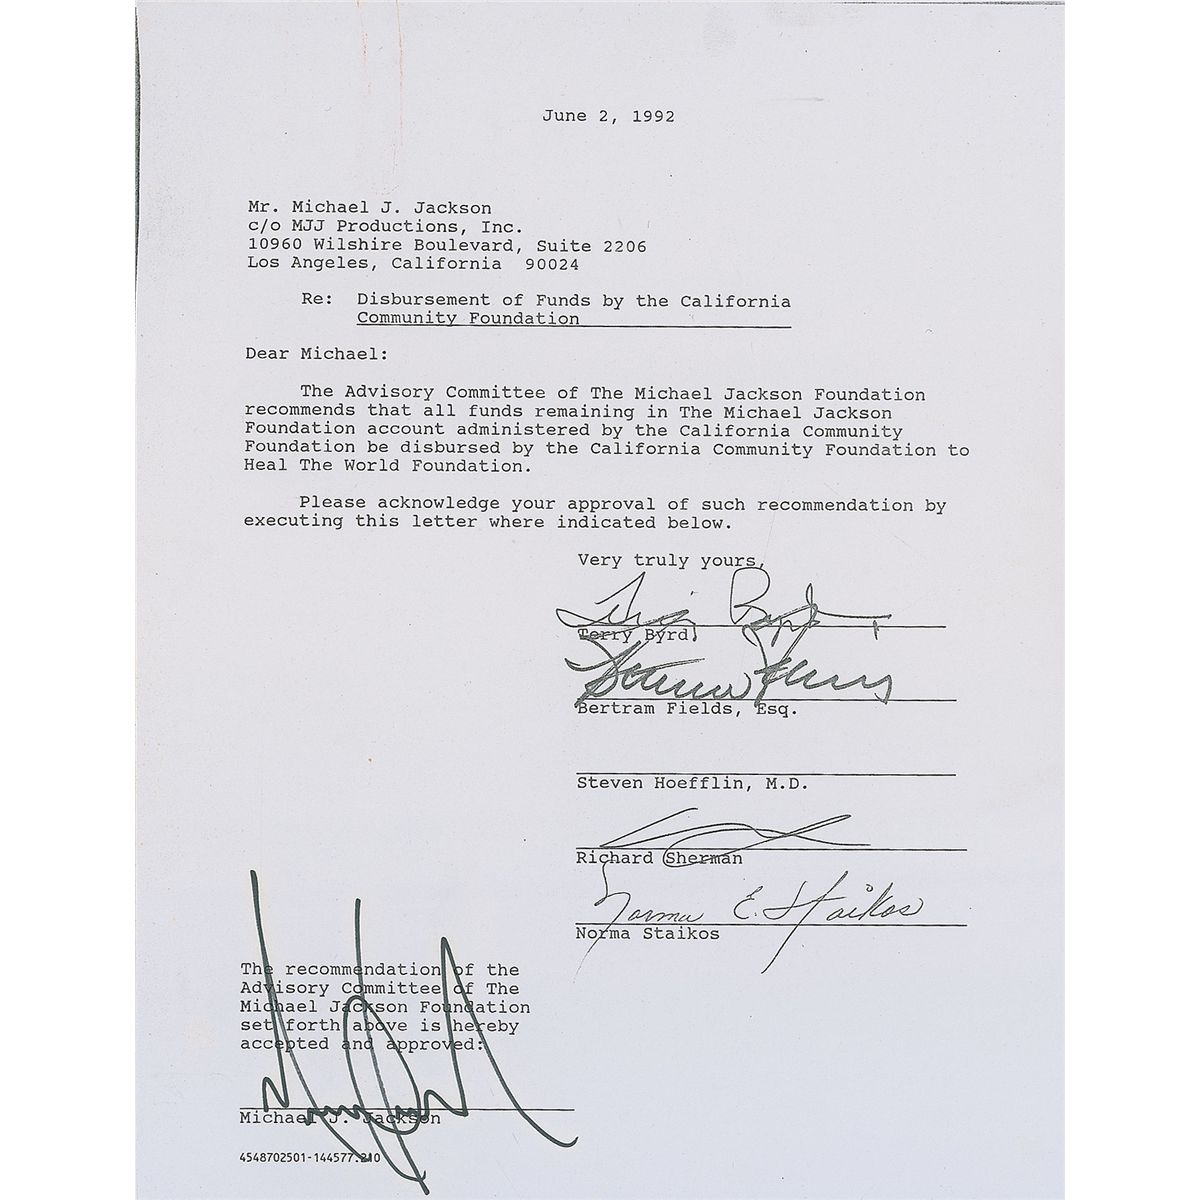 June 2, 1992
Mr. Michael J. Jackson
c/o MJJ Productions, Inc.
10960 Wilshire Boulevard, Suite 2206
Los Angeles, California 90024
Re: Disbursement of Funds by the California
Community Foundation
Dear Michael:
The Advisory Committee of The Michael Jackson Foundation
recommends that all funds remaining in The Michael Jackson
Foundation account administered by the California Community
Foundation be disbursed by the California Community Foundation to
Heal The World Foundation.
Please acknowledge your approval of such recommendation by
executing this letter where indicated below.
Very truly yours,
Byrd
Terry Byrd
Bertram Fields, Esq.
Steven Hoefflin, M.D.
Richard Sherman
Norma E. Staikos
Norma Staikos
The recommendation of the
Advisory Committee of The
Michael Jackson Foundation
set forth above is hereby
accepted and approved:
Michael J. Jackson
4548702501-144577.210